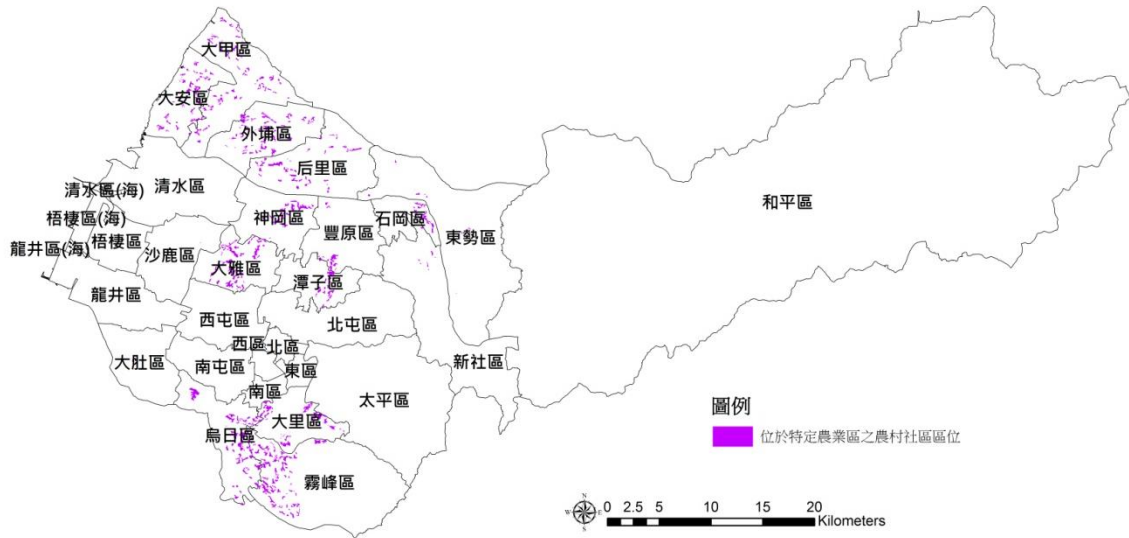 大甲區
大安區
外埔區
后里區
清水區
清水區(海)
和平區
梧棲區(海)
神岡區
石岡區
豐原區
東勢區
梧棲區
沙鹿區
龍井區(海)
大雅區
潭子區
龍井區
西屯區
北屯區
西區
北區
大肚區
南屯區
東區
新社區
南區
太平區
大里區
烏日區
霧峰區
圖例
位於特定農業區之農村社區區位
N
W
E
S
0 2.5 5 10 15 20
Kilometers